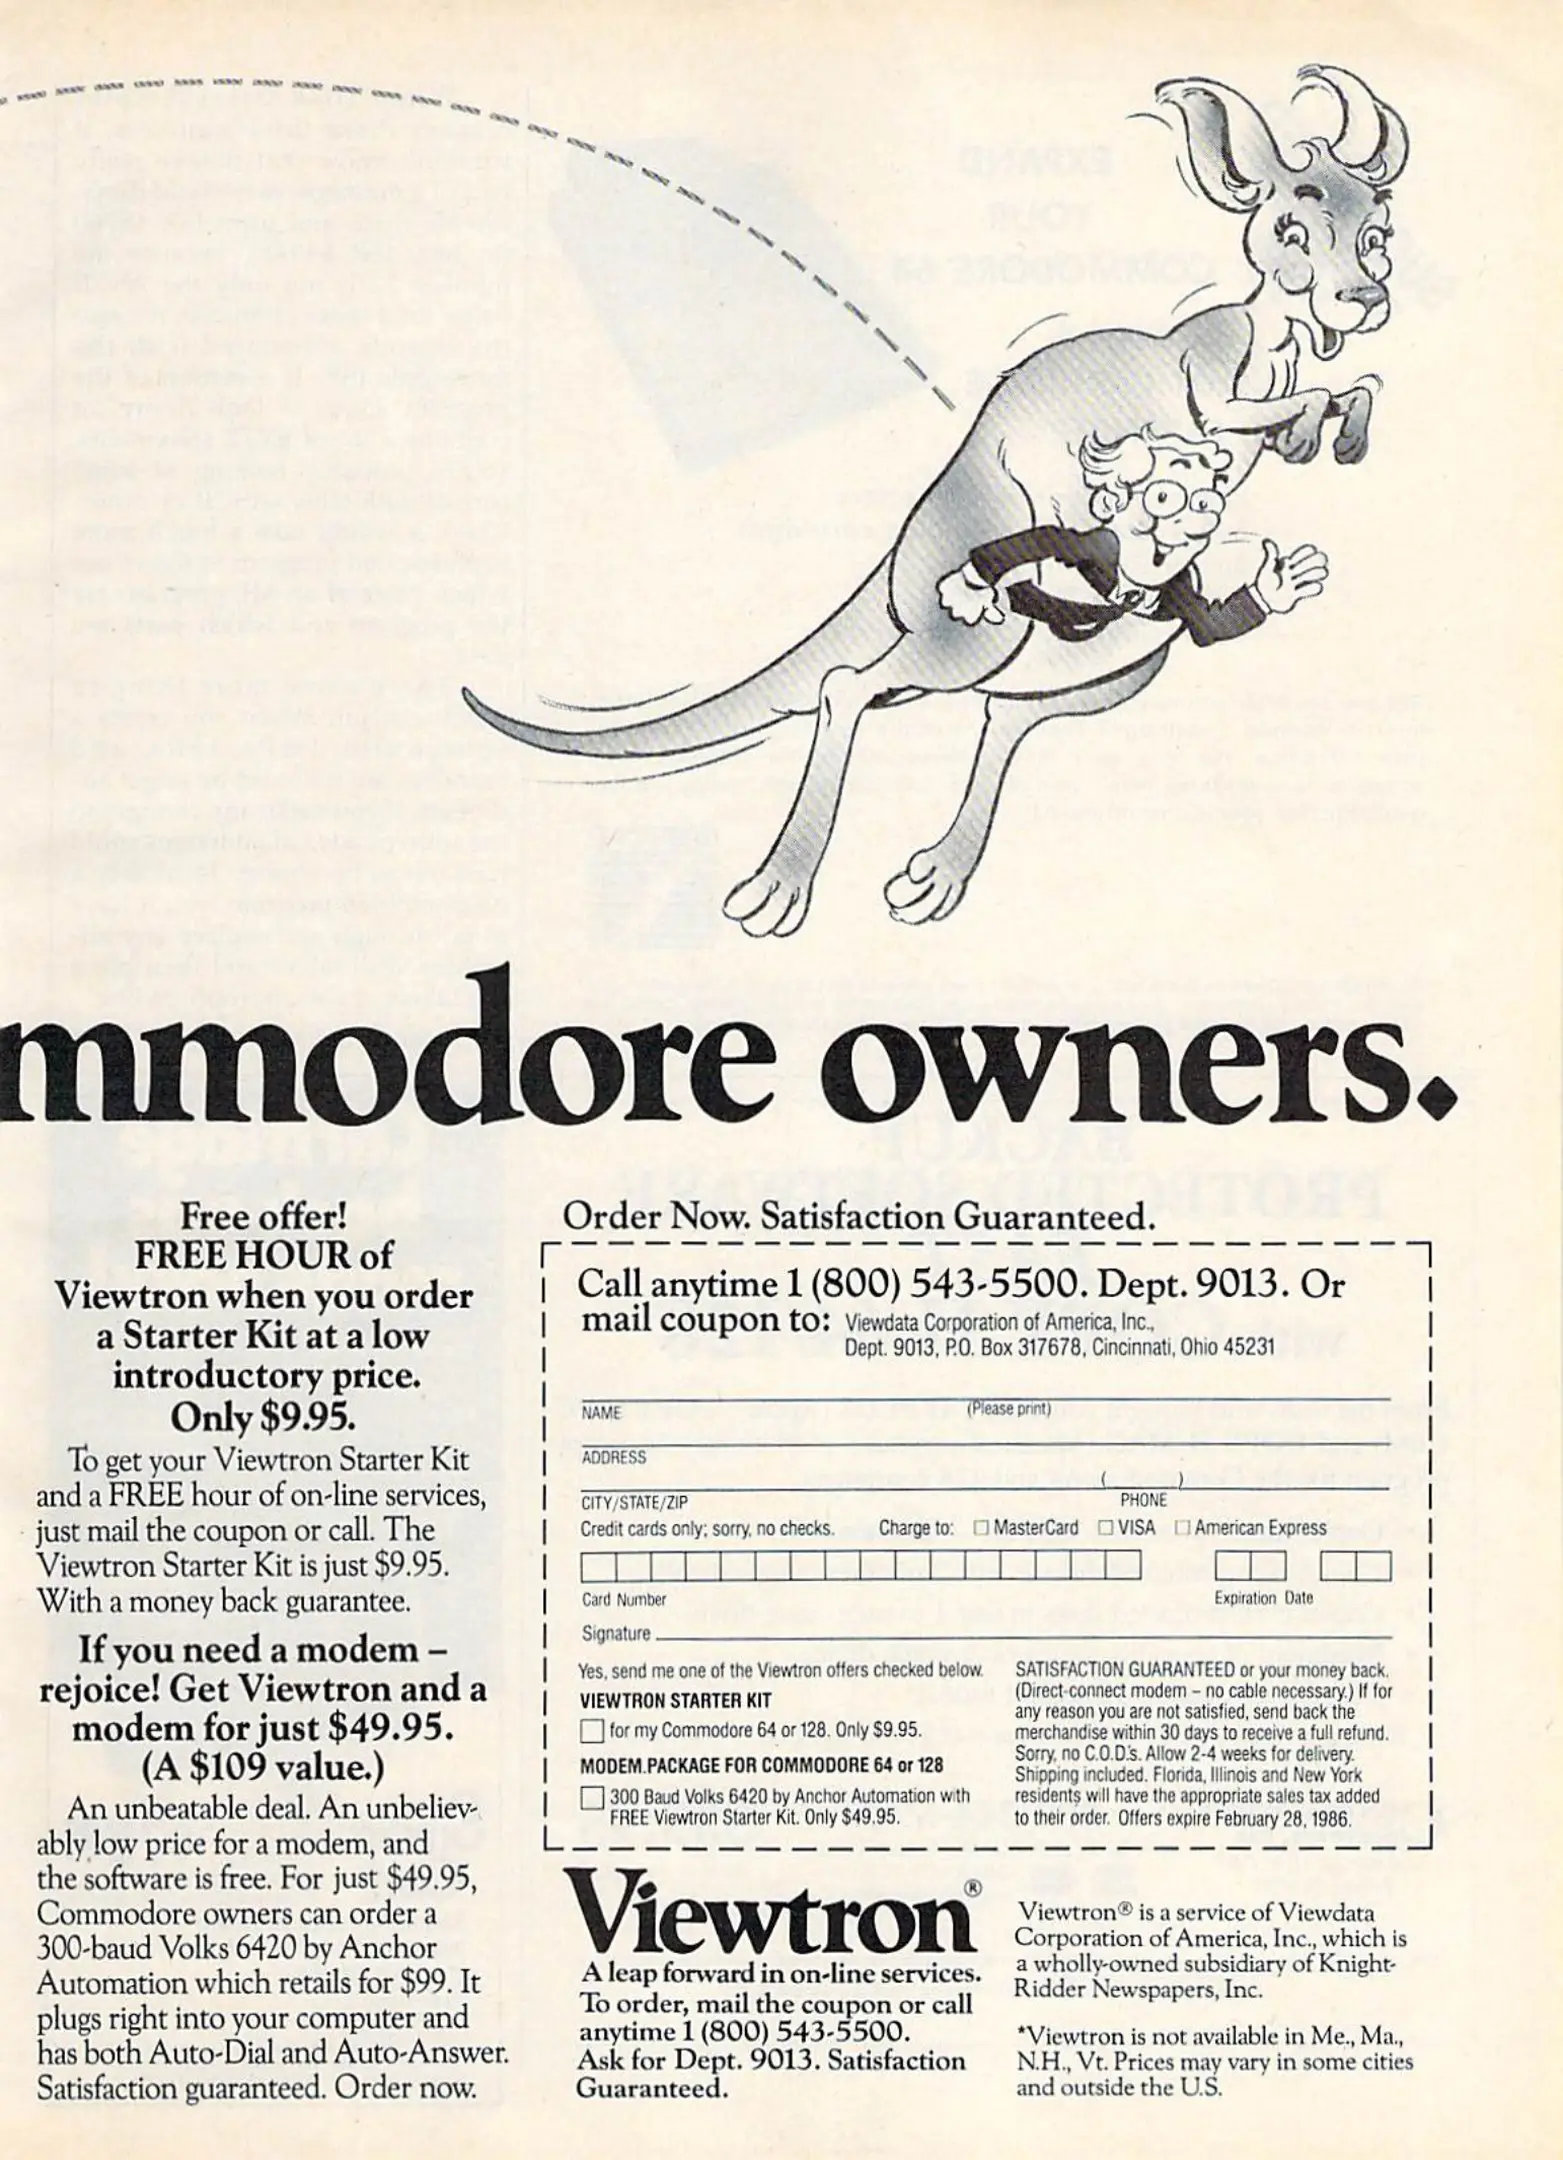 mmodore owners.
Free offer!
FREE HOUR of
Viewtron when you order
a Starter Kit at a low
introductory price.
Only $9.95.
To get your Viewtron Starter Kit
and a FREE hour of on-line services,
just mail the coupon or call. The
Viewtron Starter Kit is just $9.95.
With a money back guarantee.
If you need a modem –
rejoice! Get Viewtron and a
modem for just $49.95.
(A $109 value.)
An unbeatable deal. An unbeliev-
ably low price for a modem, and
the software is free. For just $49.95,
Commodore owners can order a
300-baud Volks 6420 by Anchor
Automation which retails for $99. It
plugs right into your computer and
has both Auto-Dial and Auto-Answer.
Satisfaction guaranteed. Order now.
Order Now. Satisfaction Guaranteed.
Call anytime 1 (800) 543-5500. Dept. 9013. Or
mail coupon to: Viewdata Corporation of America, Inc.,
Dept. 9013, P.O. Box 317678, Cincinnati, Ohio 45231
NAME (Please print)
ADDRESS
( )
CITY/STATE/ZIP PHONE
Credit cards only; sorry, no checks. Charge to: □ MasterCard □ VISA □ American Express
Card Number Expiration Date
Signature
Yes, send me one of the Viewtron offers checked below.
VIEWTRON STARTER KIT
□ for my Commodore 64 or 128. Only $9.95.
MODEM PACKAGE FOR COMMODORE 64 or 128
□ 300 Baud Volks 6420 by Anchor Automation with
FREE Viewtron Starter Kit. Only $49.95.
SATISFACTION GUARANTEED or your money back.
(Direct-connect modem – no cable necessary.) If for
any reason you are not satisfied, send back the
merchandise within 30 days to receive a full refund.
Sorry, no C.O.D.'s. Allow 2-4 weeks for delivery.
Shipping included. Florida, Illinois and New York
residents will have the appropriate sales tax added
to their order. Offers expire February 28, 1986.
Viewtron®
A leap forward in on-line services.
To order, mail the coupon or call
anytime 1 (800) 543-5500.
Ask for Dept. 9013. Satisfaction
Guaranteed.
Viewtron® is a service of Viewdata
Corporation of America, Inc., which is
a wholly-owned subsidiary of Knight-
Ridder Newspapers, Inc.
*Viewtron is not available in Me., Ma.,
N.H., Vt. Prices may vary in some cities
and outside the U.S.